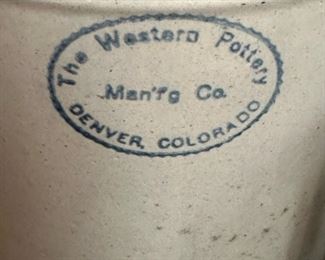 The Western Pottery
Man'f'g Co.
DENVER, COLORADO